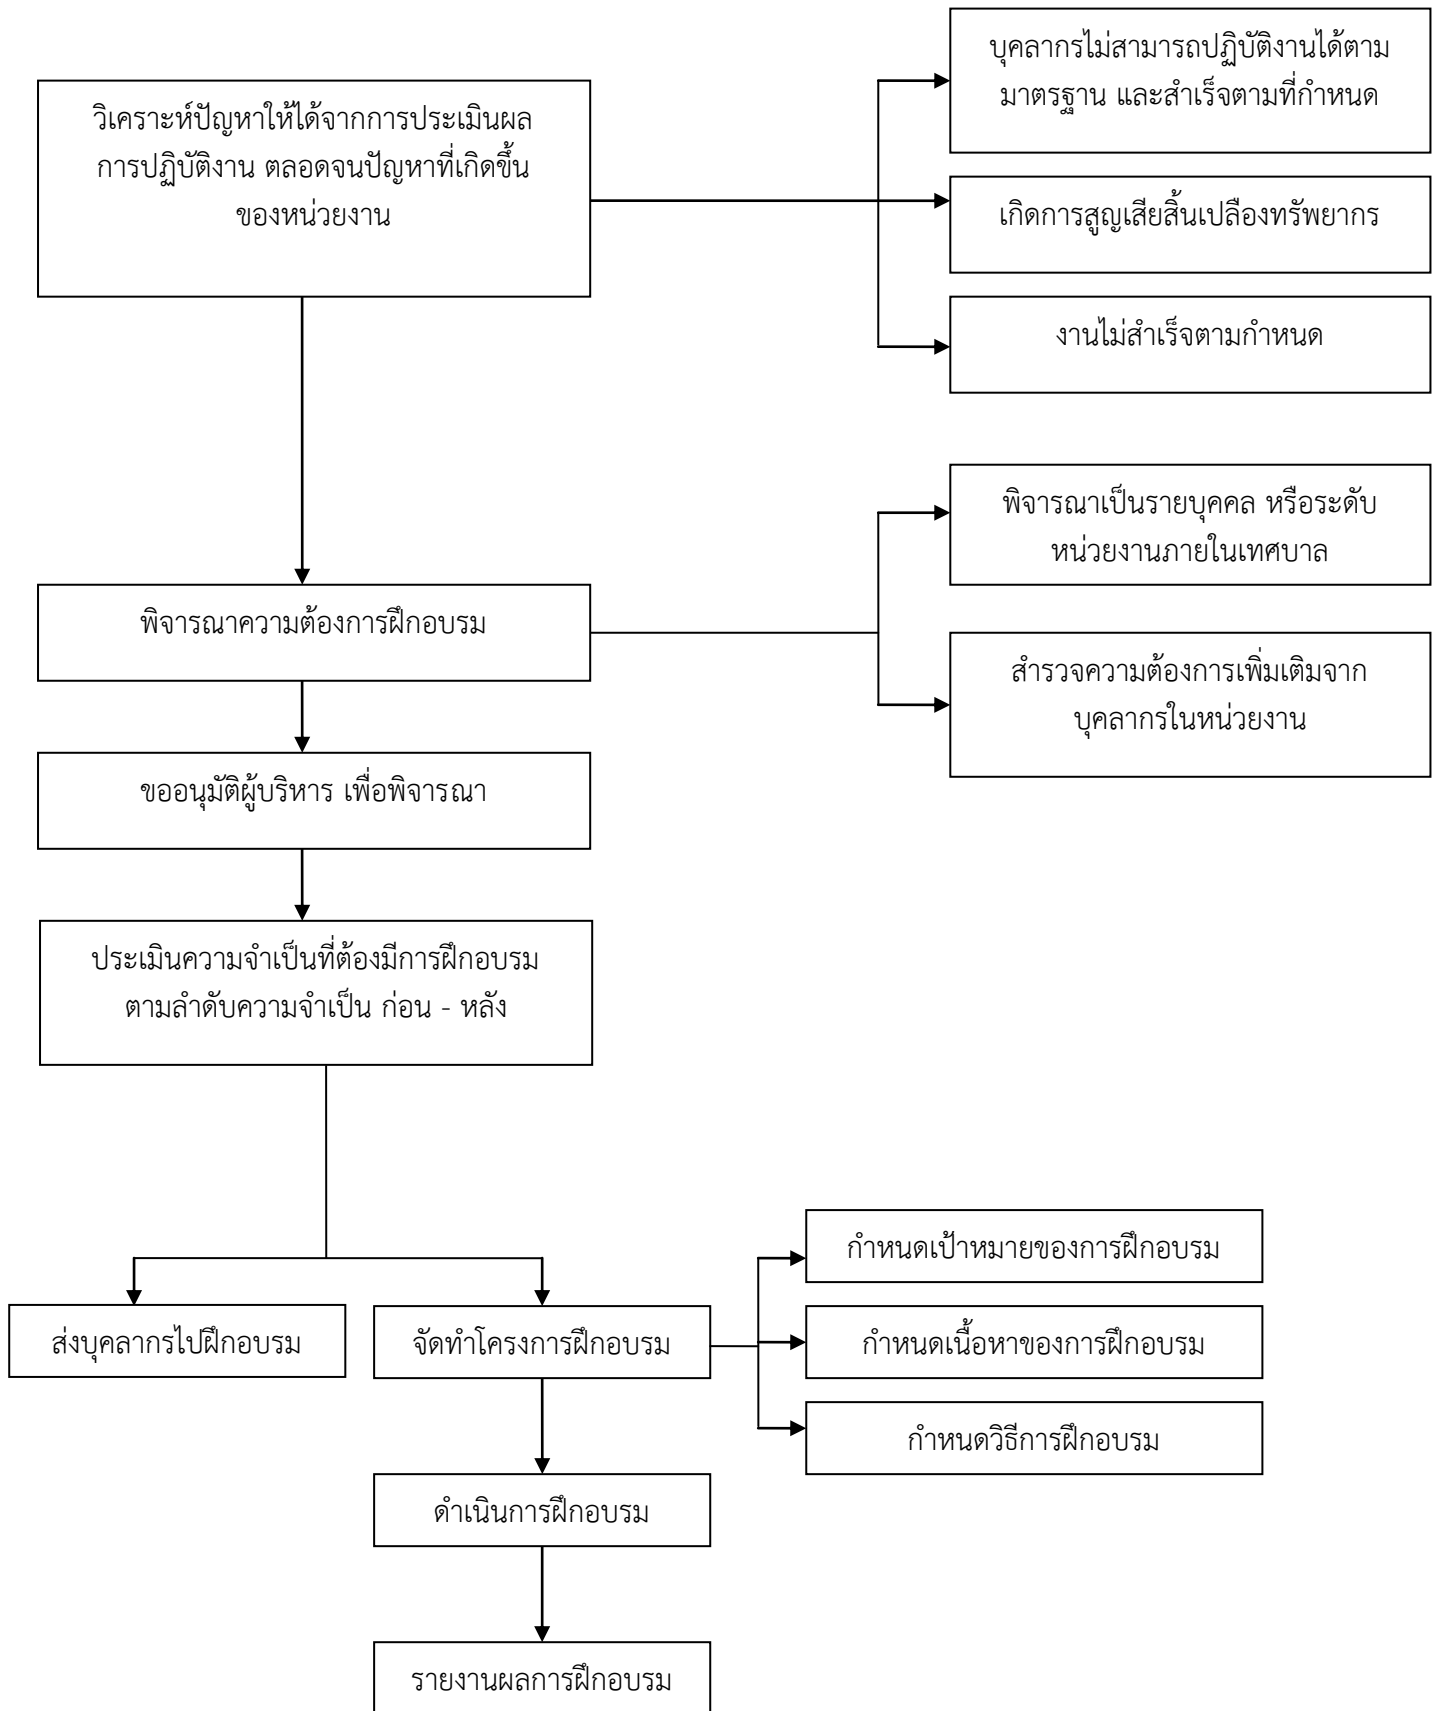 วิเคราะห์ปัญหาให้ได้จากการประเมินผล
การปฏิบัติงาน ตลอดจนปัญหาที่เกิดขึ้น
ของหน่วยงาน
บุคลากรไม่สามารถปฏิบัติงานได้ตาม
มาตรฐาน และสำเร็จตามที่กำหนด
เกิดการสูญเสียสิ้นเปลืองทรัพยากร
งานไม่สำเร็จตามกำหนด
พิจารณาความต้องการฝึกอบรม
พิจารณาเป็นรายบุคคล หรือระดับ
หน่วยงานภายในเทศบาล
สำรวจความต้องการเพิ่มเติมจาก
บุคลากรในหน่วยงาน
ขออนุมัติผู้บริหาร เพื่อพิจารณา
ประเมินความจำเป็นที่ต้องมีการฝึกอบรม
ตามลำดับความจำเป็น ก่อน - หลัง
ส่งบุคลากรไปฝึกอบรม
จัดทำโครงการฝึกอบรม
กำหนดเป้าหมายของการฝึกอบรม
กำหนดเนื้อหาของการฝึกอบรม
กำหนดวิธีการฝึกอบรม
ดำเนินการฝึกอบรม
รายงานผลการฝึกอบรม